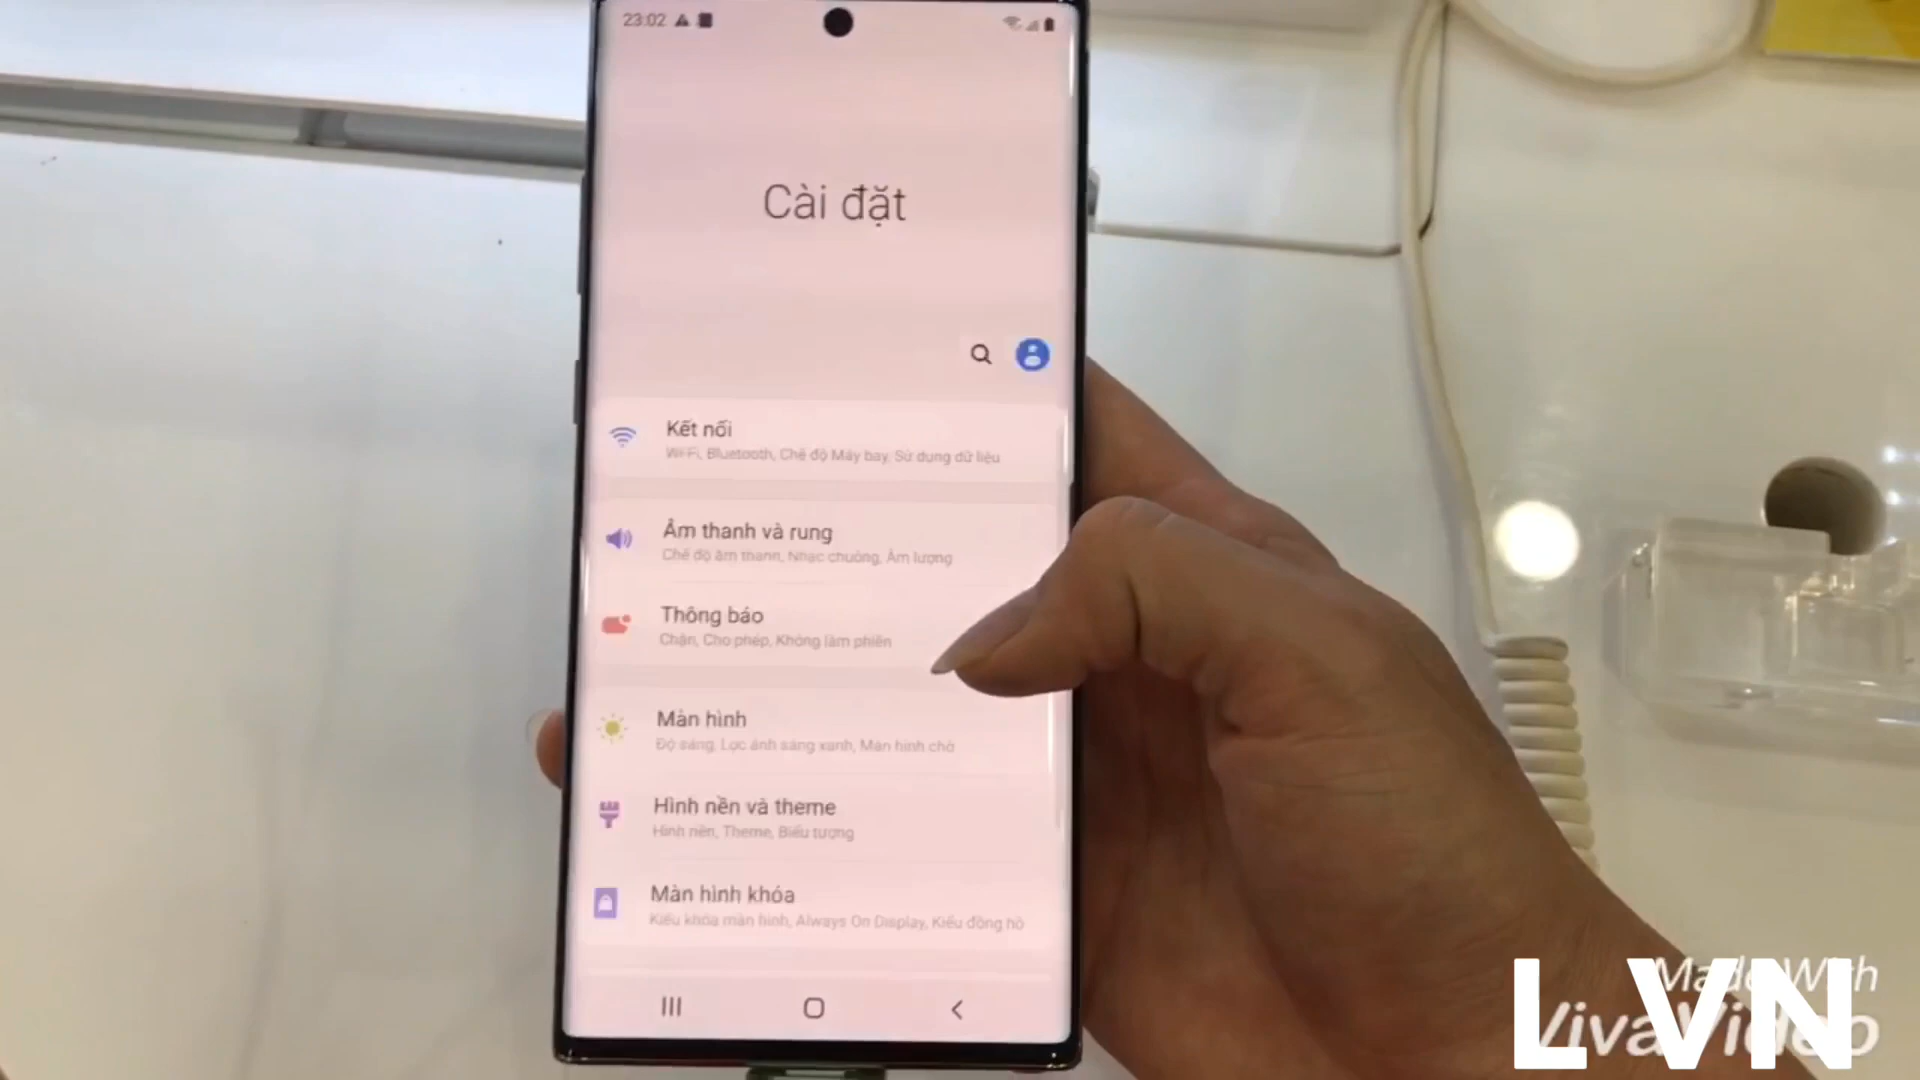 23:02
Cài đặt
Kết nối
Wi-Fi, Bluetooth, Chế độ Máy bay, Sử dụng dữ liệu
Âm thanh và rung
Chế độ âm thanh, Nhạc chuông, Âm lượng
Thông báo
Chặn, Cho phép, Không làm phiền
Màn hình
Độ sáng, Lọc ánh sáng xanh, Màn hình chờ
Hình nền và theme
Hình nền, Theme, Biểu tượng
Màn hình khóa
Kiểu khóa màn hình, Always On Display, Kiểu đồng hồ
Made With
VivaVideo
LVN